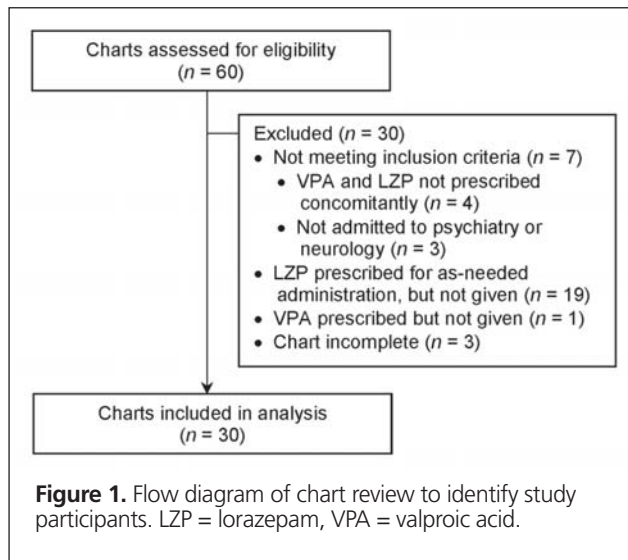 Charts assessed for eligibility
(n = 60)
Excluded (n = 30)
• Not meeting inclusion criteria (n = 7)
• VPA and LZP not prescribed
concomitantly (n = 4)
• Not admitted to psychiatry or
neurology (n = 3)
• LZP prescribed for as-needed
administration, but not given (n = 19)
• VPA prescribed but not given (n = 1)
• Chart incomplete (n = 3)
Charts included in analysis
(n = 30)
Figure 1. Flow diagram of chart review to identify study
participants. LZP = lorazepam, VPA = valproic acid.